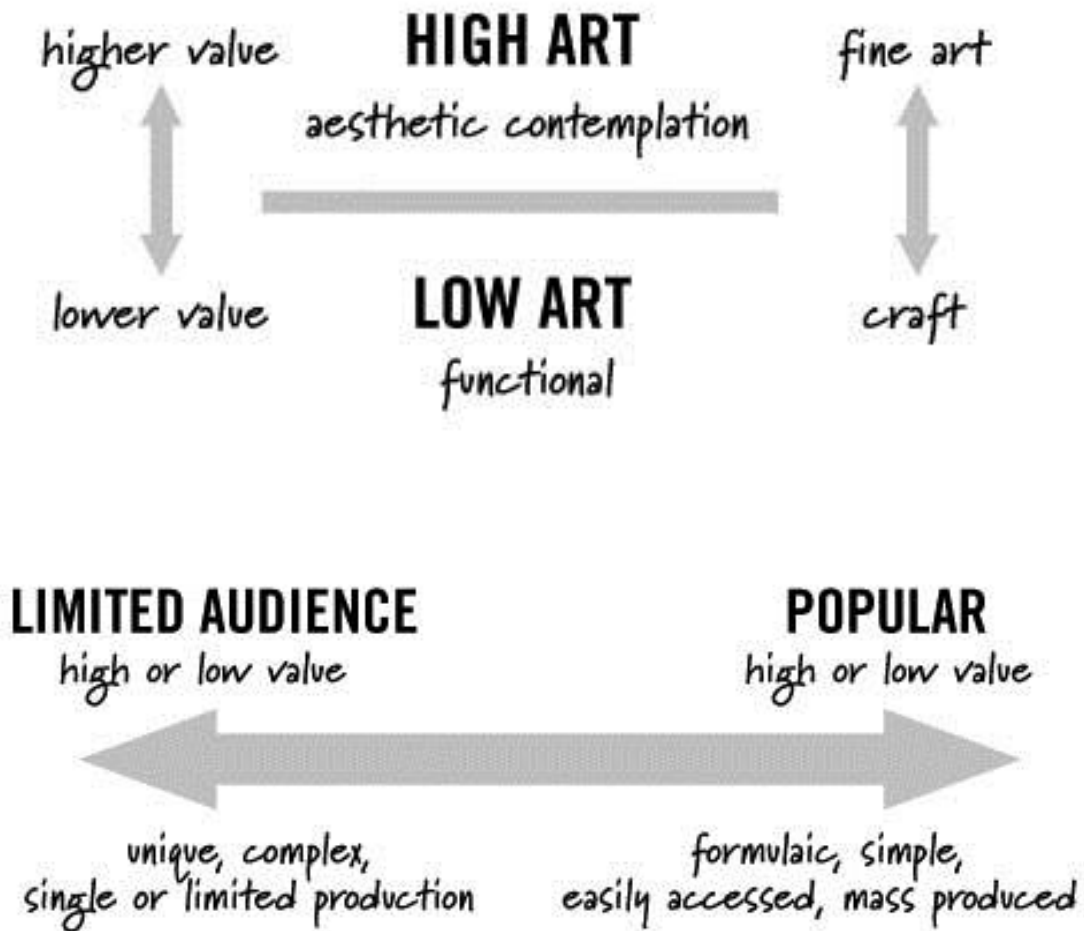 higher value
HIGH ART
fine art
aesthetic contemplation
lower value
LOW ART
craft
functional
LIMITED AUDIENCE
POPULAR
high or low value
high or low value
unique, complex,
formulaic, simple,
single or limited production
easily accessed, mass produced